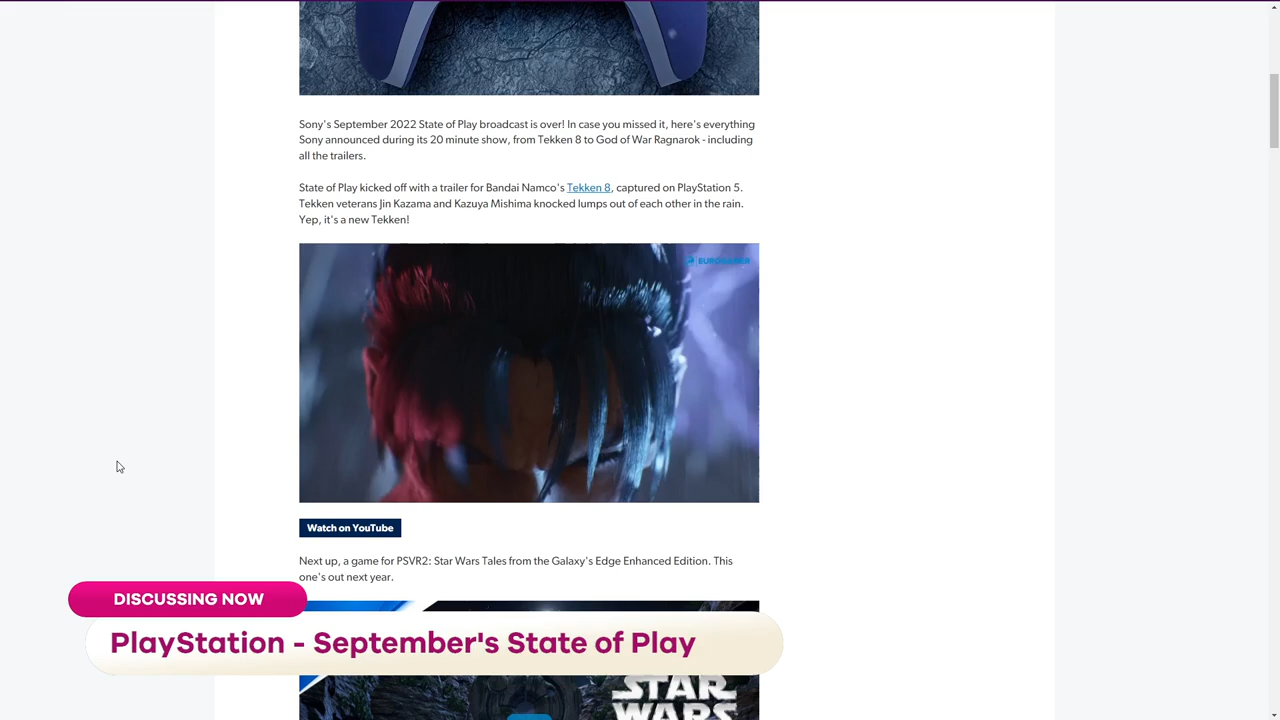 Sony's September 2022 State of Play broadcast is over! In case you missed it, here's everything
Sony announced during its 20 minute show, from Tekken 8 to God of War Ragnarok - including
all the trailers.
State of Play kicked off with a trailer for Bandai Namco's Tekken 8, captured on PlayStation 5.
Tekken veterans Jin Kazama and Kazuya Mishima knocked lumps out of each other in the rain.
Yep, it's a new Tekken!
EUROGAMER
Watch on YouTube
Next up, a game for PSVR2: Star Wars Tales from the Galaxy's Edge Enhanced Edition. This
one's out next year.
DISCUSSING NOW
PlayStation - September's State of Play
STAR
WARS